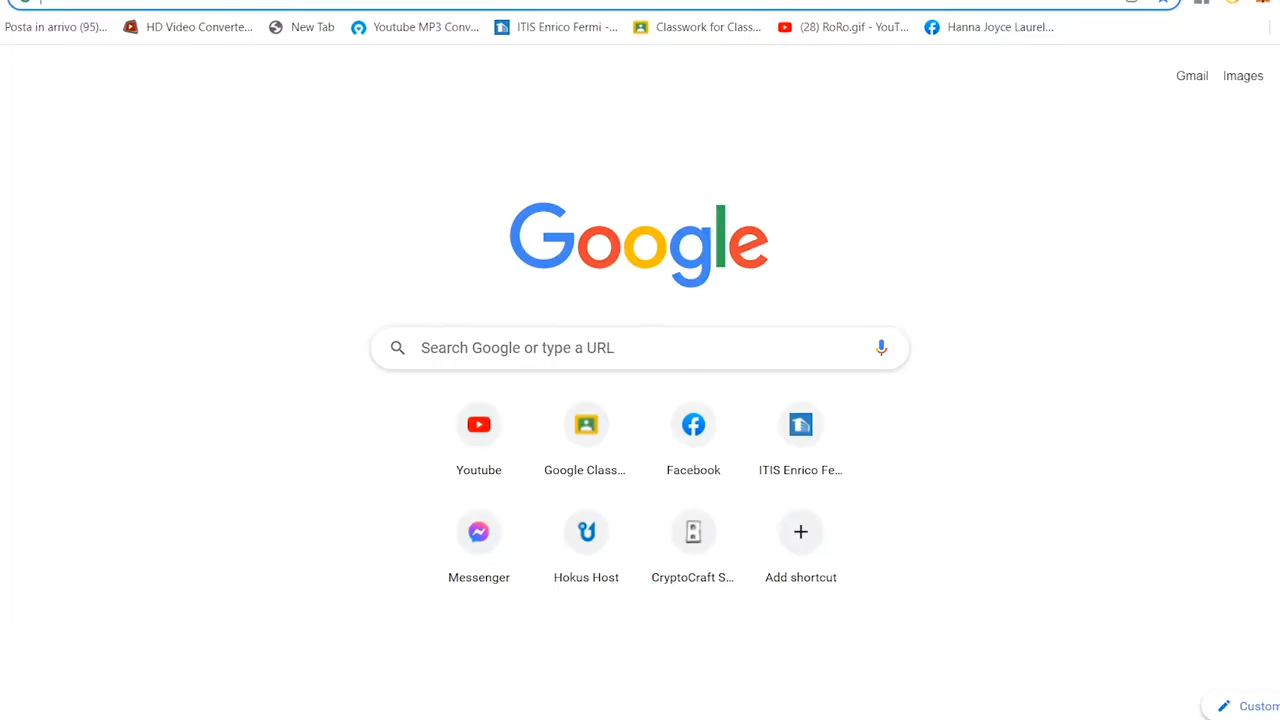 Posta in arrivo (95)... HD Video Converte... New Tab Youtube MP3 Conv... ITIS Enrico Fermi -... Classwork for Classw... (28) RoRo.gif - YouT... Hanna Joyce Laurel...
Gmail Images
Google
Search Google or type a URL
Youtube Google Class... Facebook ITIS Enrico Fe...
Messenger Hokus Host CryptoCraft S... Add shortcut
Custom